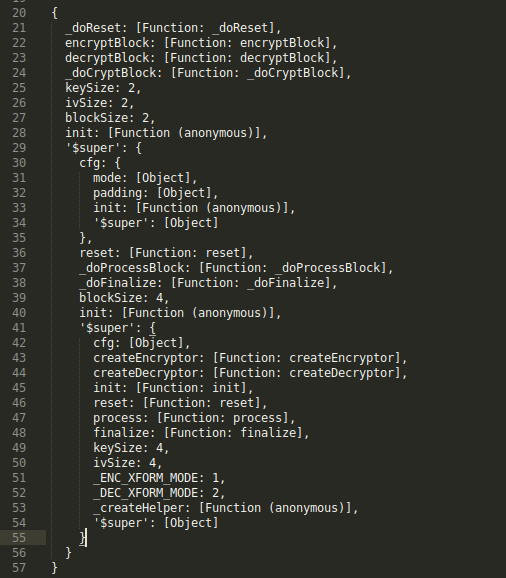 20 {
21 _doReset: [Function: _doReset],
22 encryptBlock: [Function: encryptBlock],
23 decryptBlock: [Function: decryptBlock],
24 _doCryptBlock: [Function: _doCryptBlock],
25 keySize: 2,
26 ivSize: 2,
27 blockSize: 2,
28 init: [Function (anonymous)],
29 '$super': {
30 cfg: {
31 mode: [Object],
32 padding: [Object],
33 init: [Function (anonymous)],
34 '$super': [Object]
35 },
36 reset: [Function: reset],
37 _doProcessBlock: [Function: _doProcessBlock],
38 _doFinalize: [Function: _doFinalize],
39 blockSize: 4,
40 init: [Function (anonymous)],
41 '$super': {
42 cfg: [Object],
43 createEncryptor: [Function: createEncryptor],
44 createDecryptor: [Function: createDecryptor],
45 init: [Function: init],
46 reset: [Function: reset],
47 process: [Function: process],
48 finalize: [Function: finalize],
49 keySize: 4,
50 ivSize: 4,
51 _ENC_XFORM_MODE: 1,
52 _DEC_XFORM_MODE: 2,
53 _createHelper: [Function (anonymous)],
54 '$super': [Object]
55 }
56 }
57 }